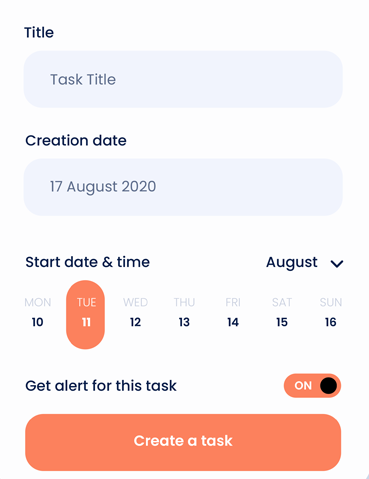 Title
Task Title
Creation date
17 August 2020
Start date & time August
MON TUE WED THU FRI SAT SUN
10 11 12 13 14 15 16
Get alert for this task ON
Create a task